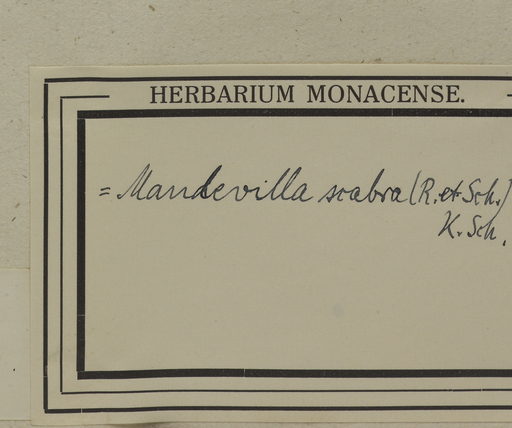 HERBARIUM MONACENSE.
= Mandevilla scabra (R. et Sch.)
K. Sch.